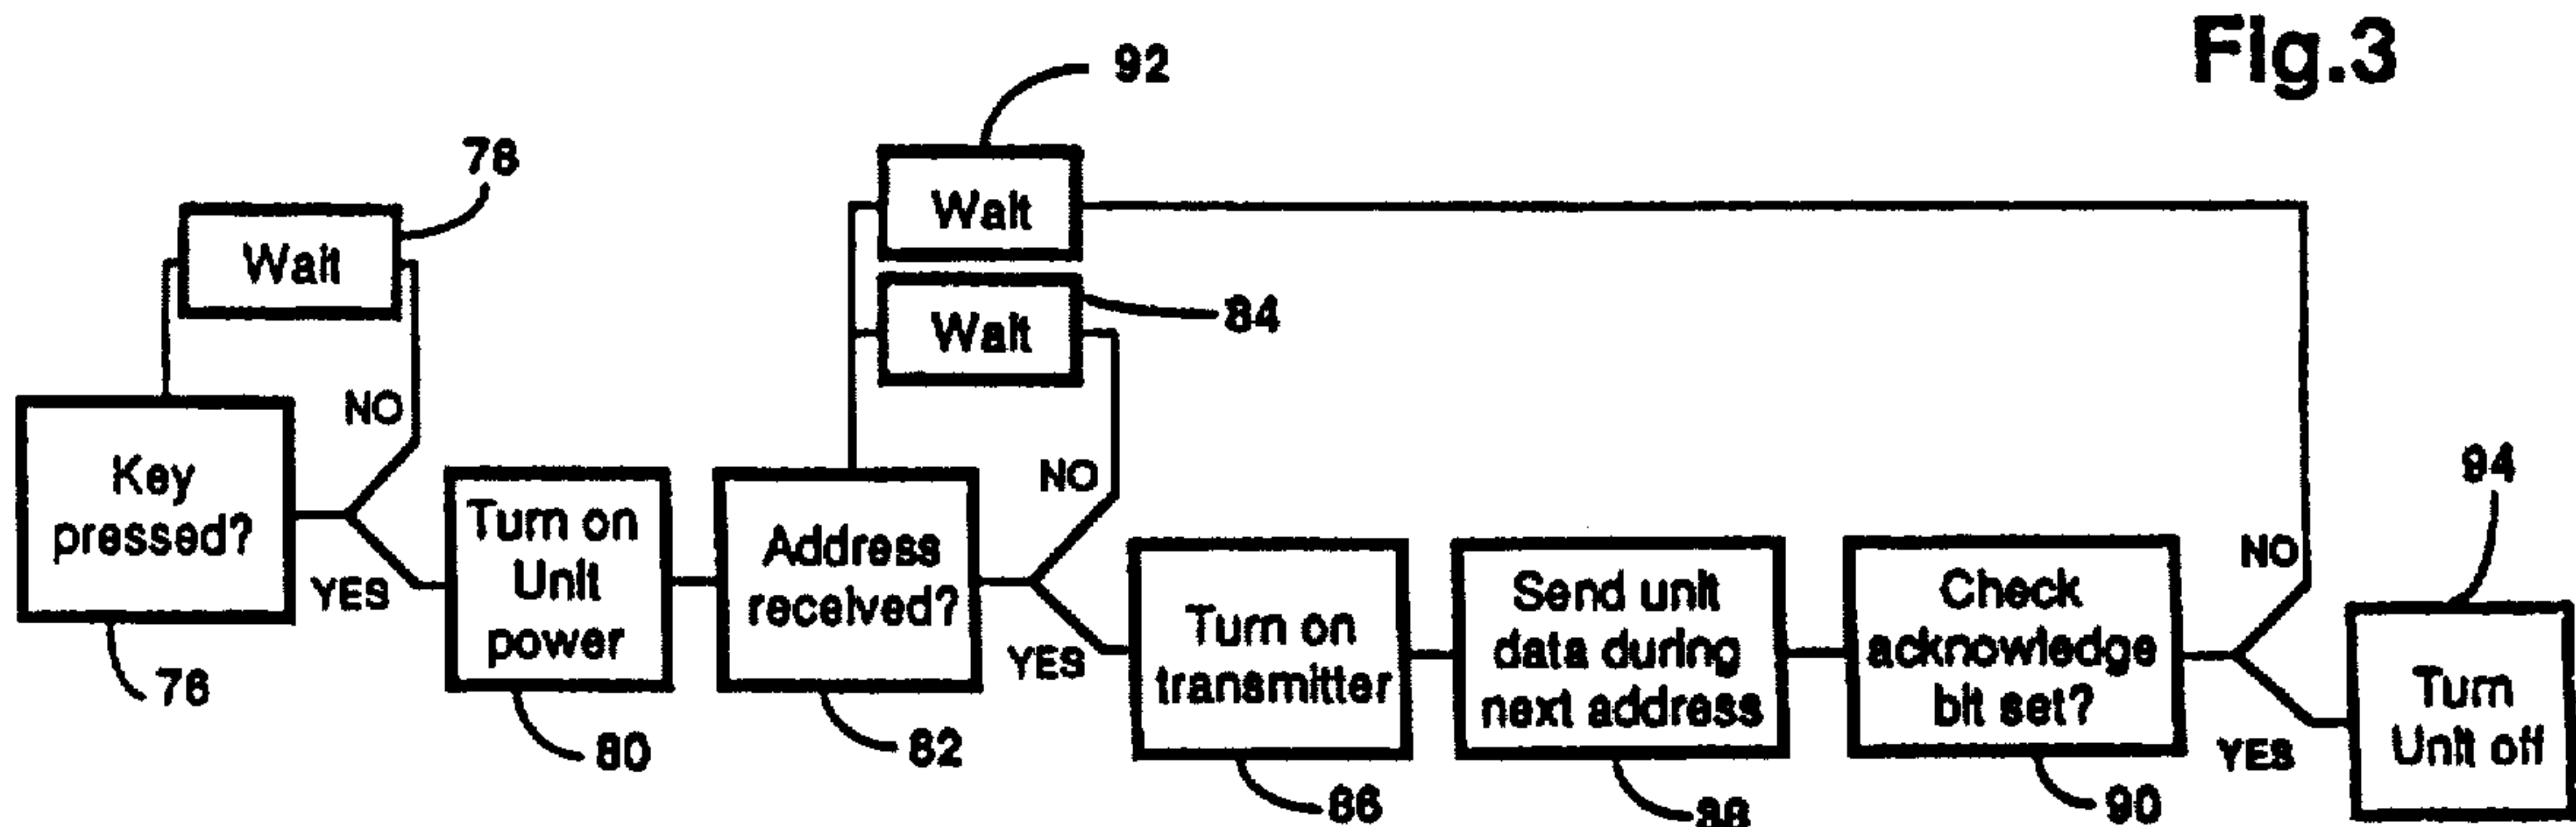 Fig.3
92
78
Wait
Wait
84
Wait
NO
Key
pressed?
YES
76
Turn on
Unit
power
80
Address
received?
82
NO
YES
Turn on
transmitter
86
Send unit
data during
next address
88
Check
acknowledge
bit set?
90
NO
YES
94
Turn
Unit off